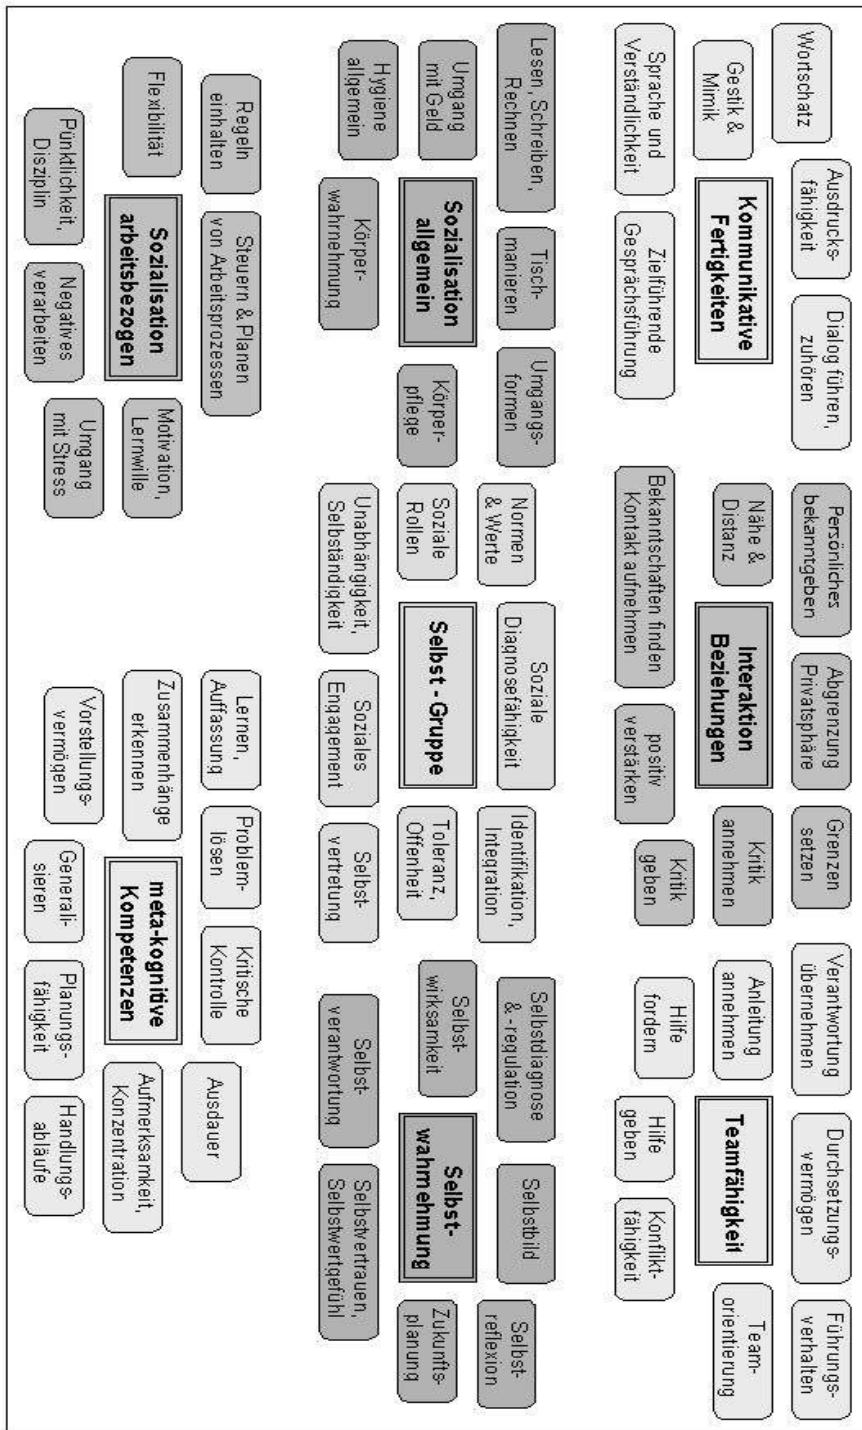 Wortschatz
Ausdrucks-
fähigkeit
Dialog führen,
zuhören
Gestik &
Mimik
Kommunikative
Fertigkeiten
Sprache und
Verständlichkeit
Zielführende
Gesprächsführung
Persönliches
bekanntgeben
Abgrenzung
Privatsphäre
Grenzen
setzen
Nähe &
Distanz
Interaktion
Beziehungen
Kritik
annehmen
Bekanntschaften finden
Kontakt aufnehmen
positiv
verstärken
Kritik
geben
Verantwortung
übernehmen
Durchsetzungs-
vermögen
Führungs-
verhalten
Anleitung
annehmen
Teamfähigkeit
Team-
orientierung
Hilfe
fordern
Hilfe
geben
Konflikt-
fähigkeit
Lesen, Schreiben,
Rechnen
Tisch-
manieren
Umgangs-
formen
Umgang
mit Geld
Sozialisation
allgemein
Körper-
pflege
Hygiene
allgemein
Körper-
wahrnehmung
Normen
& Werte
Soziale
Diagnosefähigkeit
Identifikation,
Integration
Soziale
Rollen
Selbst - Gruppe
Toleranz,
Offenheit
Unabhängigkeit,
Selbständigkeit
Soziales
Engagement
Selbst-
vertretung
Selbstdiagnose
& -regulation
Selbstbild
Selbst-
reflexion
Selbst-
wirksamkeit
Selbst-
wahrnehmung
Zukunfts-
planung
Selbst-
verantwortung
Selbstvertrauen,
Selbstwertgefühl
Regeln
einhalten
Steuern & Planen
von Arbeitsprozessen
Flexibilität
Sozialisation
arbeitsbezogen
Motivation,
Lernwille
Pünktlichkeit,
Disziplin
Negatives
verarbeiten
Umgang
mit Stress
Lernen,
Auffassung
Problem-
lösen
Kritische
Kontrolle
Ausdauer
Zusammenhänge
erkennen
meta-kognitive
Kompetenzen
Aufmerksamkeit,
Konzentration
Vorstellungs-
vermögen
Generali-
sieren
Planungs-
fähigkeit
Handlungs-
abläufe